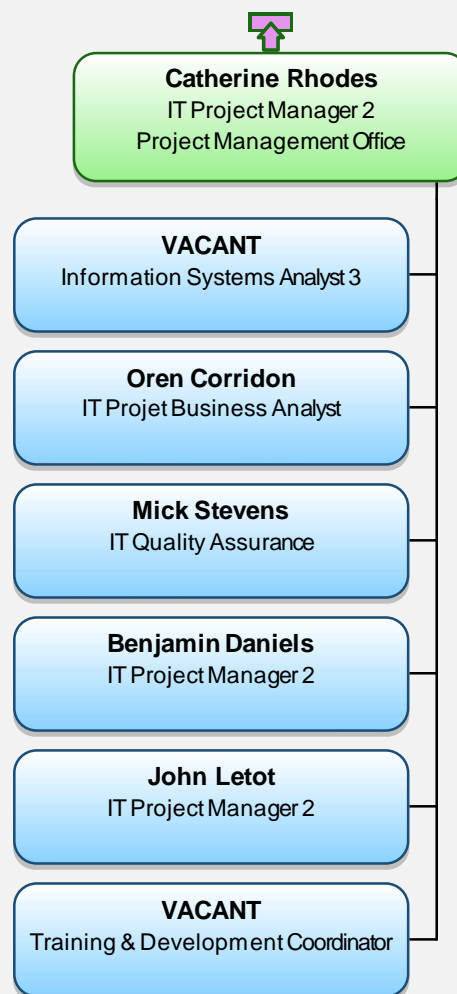 Catherine Rhodes
IT Project Manager 2
Project Management Office
VACANT
Information Systems Analyst 3
Oren Corridon
IT Projet Business Analyst
Mick Stevens
IT Quality Assurance
Benjamin Daniels
IT Project Manager 2
John Letot
IT Project Manager 2
VACANT
Training & Development Coordinator